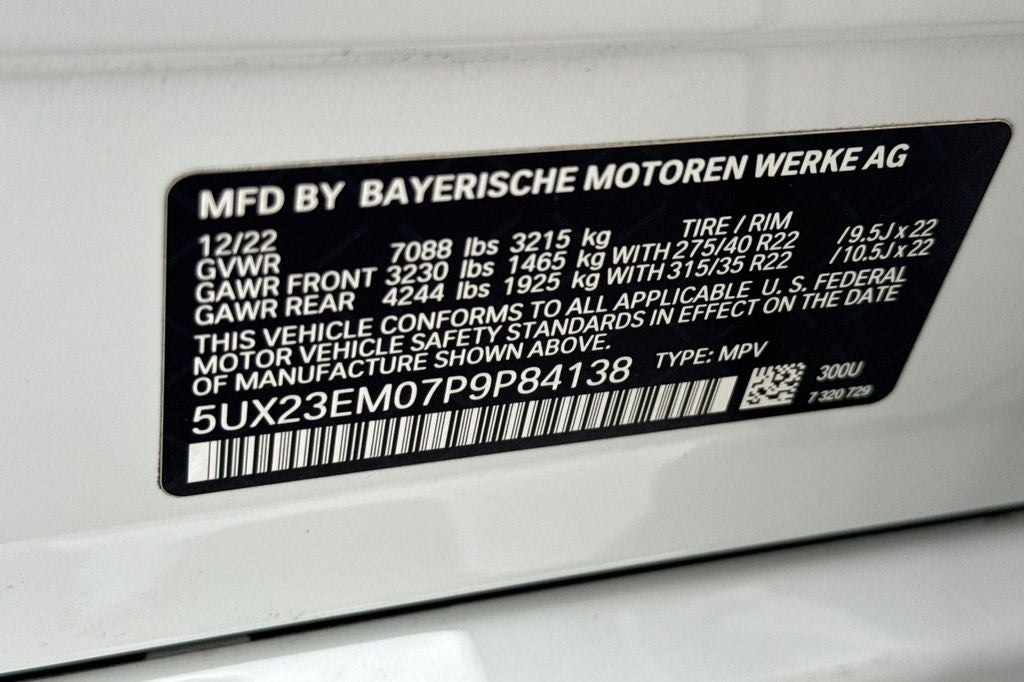 MFD BY BAYERISCHE MOTOREN WERKE AG
12/22 TIRE / RIM
GVWR 7088 lbs 3215 kg
GAWR FRONT 3230 lbs 1465 kg WITH 275/40 R22 /9.5J x 22
GAWR REAR 4244 lbs 1925 kg WITH 315/35 R22 /10.5J x 22
THIS VEHICLE CONFORMS TO ALL APPLICABLE U. S. FEDERAL
MOTOR VEHICLE SAFETY STANDARDS IN EFFECT ON THE DATE
OF MANUFACTURE SHOWN ABOVE.
TYPE: MPV
5UX23EM07P9P84138
300U
7 320 729